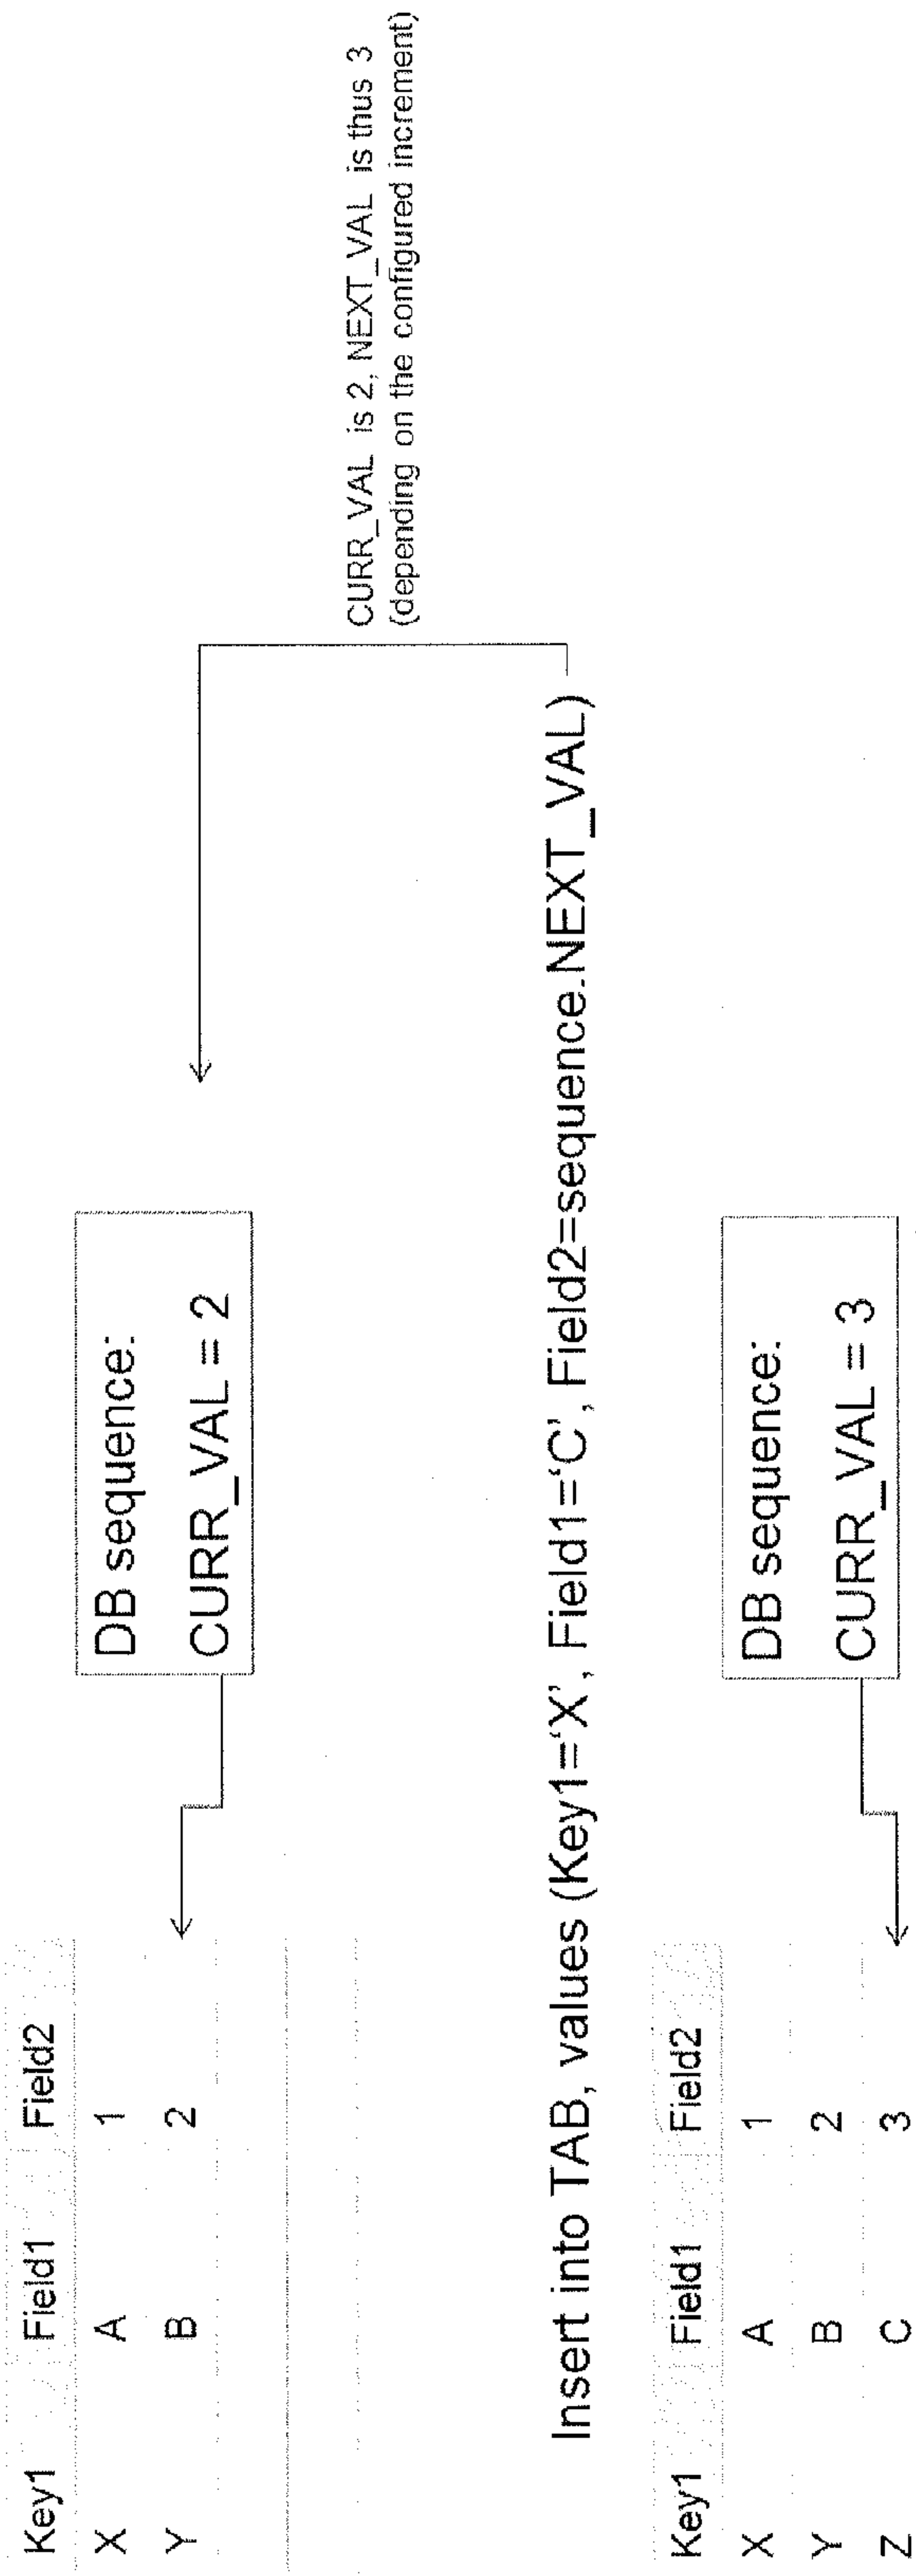 Key1 Field1 Field2
X A 1
Y B 2
DB sequence:
CURR_VAL = 2
CURR_VAL is 2, NEXT_VAL is thus 3
(depending on the configured increment)
Insert into TAB, values (Key1=‘X’, Field1=‘C’, Field2=sequence.NEXT_VAL)
Key1 Field1 Field2
X A 1
Y B 2
Z C 3
DB sequence:
CURR_VAL = 3